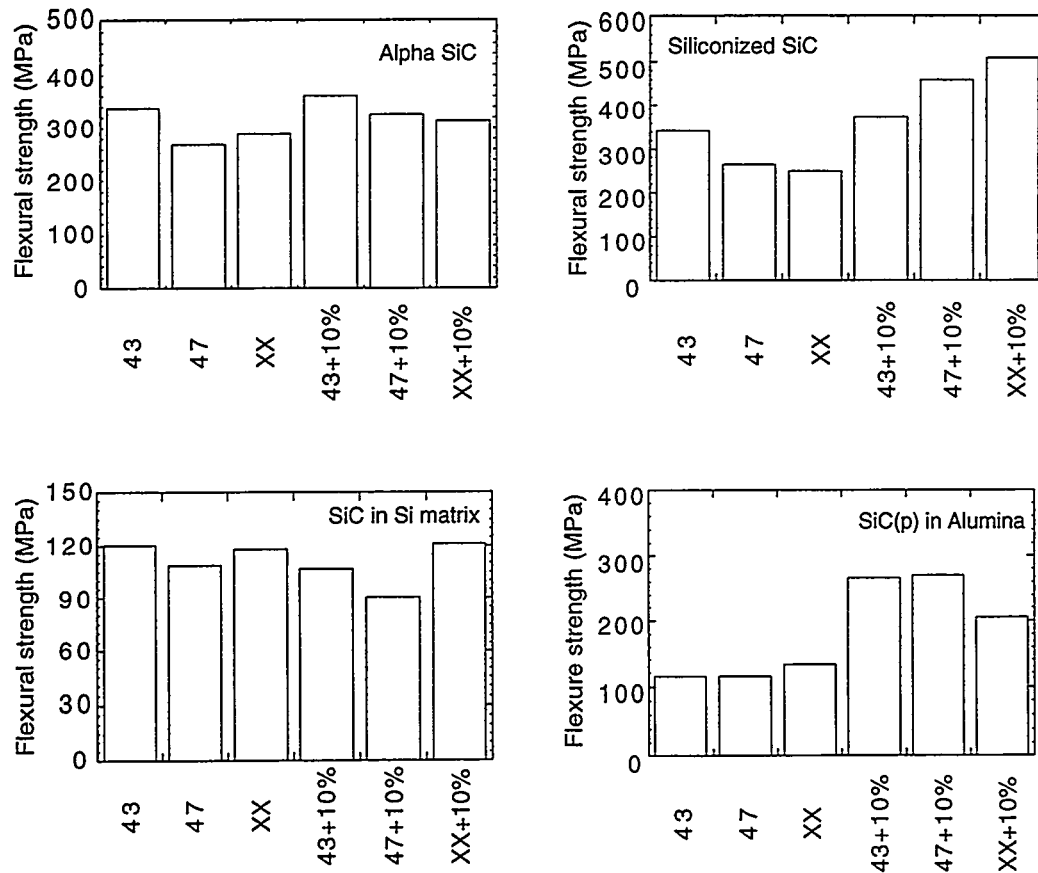 Flexural strength (MPa)
500
400
300
200
100
0
Alpha SiC
43
47
XX
43+10%
47+10%
XX+10%
Flexural strength (MPa)
600
500
400
300
200
100
0
Siliconized SiC
43
47
XX
43+10%
47+10%
XX+10%
Flexural strength (MPa)
150
120
90
60
30
0
SiC in Si matrix
43
47
XX
43+10%
47+10%
XX+10%
Flexure strength (MPa)
400
300
200
100
0
SiC(p) in Alumina
43
47
XX
43+10%
47+10%
XX+10%